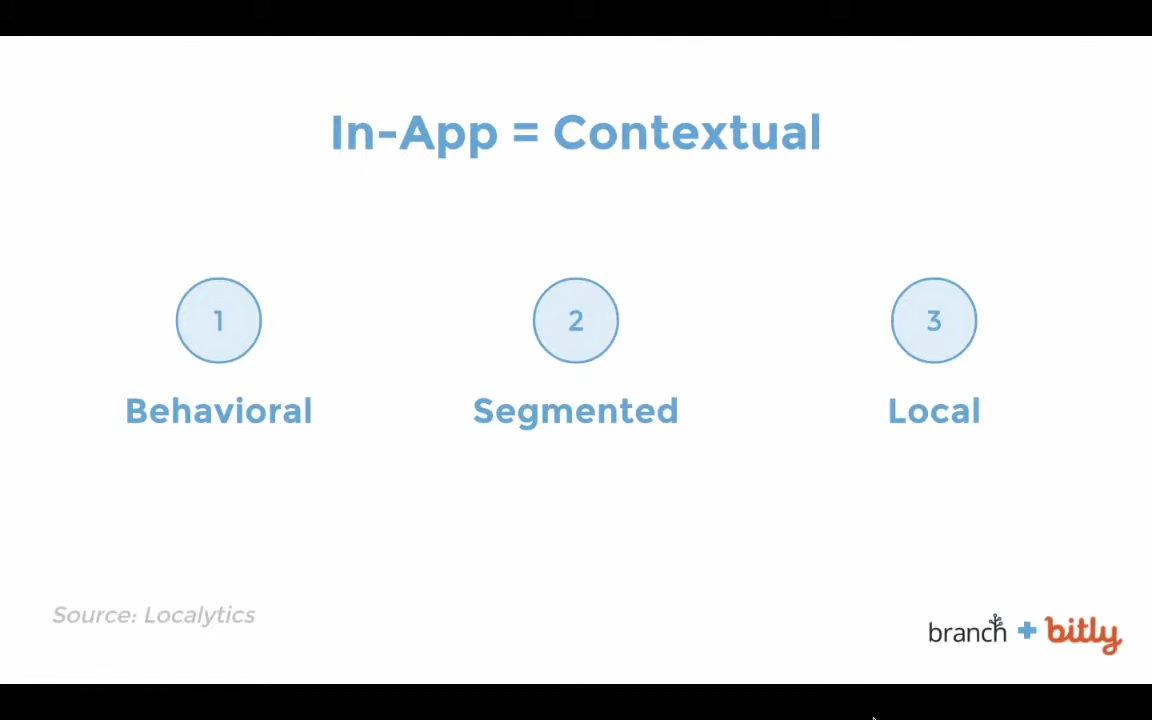 In-App = Contextual
1
2
3
Behavioral
Segmented
Local
Source: Localytics
branch + bitly